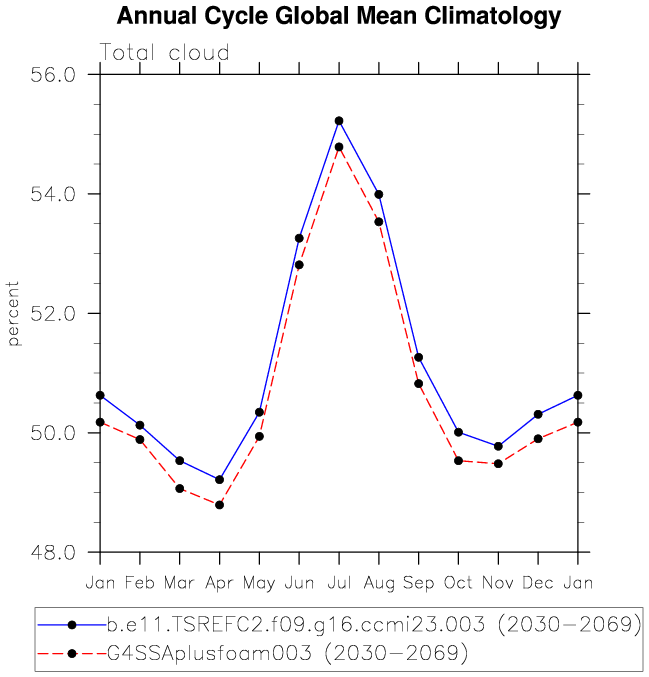 Annual Cycle Global Mean Climatology
Total cloud
56.0
54.0
52.0
50.0
48.0
percent
Jan Feb Mar Apr May Jun Jul Aug Sep Oct Nov Dec Jan
b.e11.TSREFC2.f09.g16.ccmi23.003 (2030-2069)
G4SSAplusfoam003 (2030-2069)